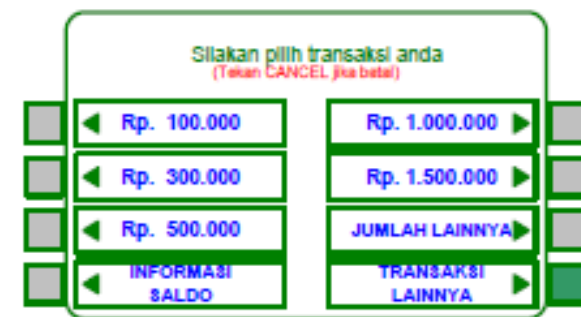 Silakan pilih transaksi anda
(Tekan CANCEL jika batal)
Rp. 100.000
Rp. 1.000.000
Rp. 300.000
Rp. 1.500.000
Rp. 500.000
JUMLAH LAINNYA
INFORMASI
SALDO
TRANSAKSI
LAINNYA